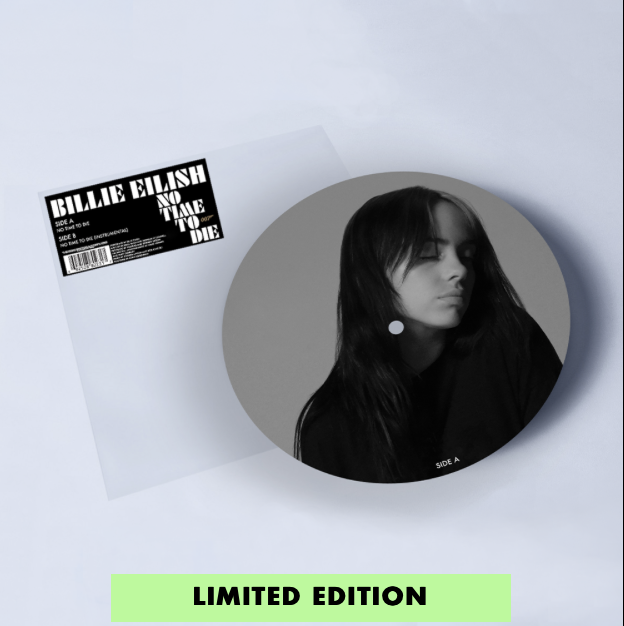 BILLIE EILISH
SIDE A
NO TIME TO DIE
SIDE B
NO TIME TO DIE (INSTRUMENTAL)
NO
TIME
TO
DIE
007
SIDE A
LIMITED EDITION